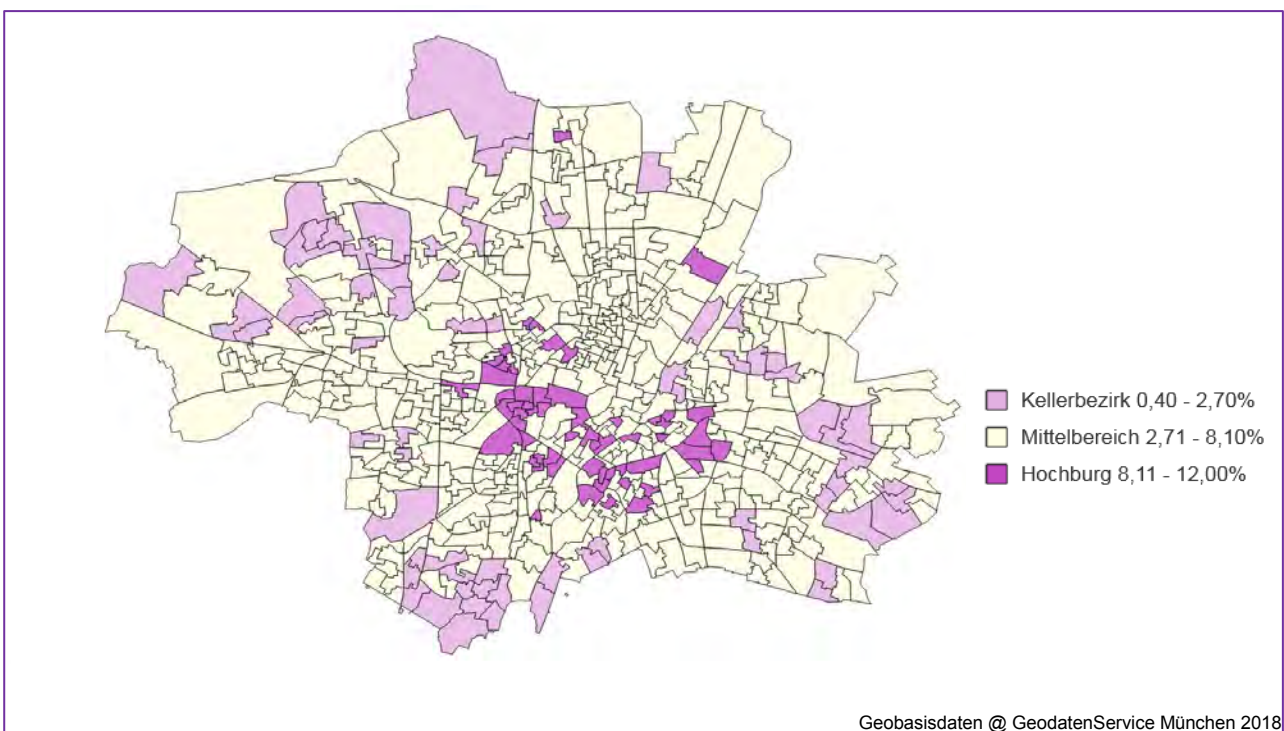 Kellerbezirk 0,40 - 2,70%
Mittelbereich 2,71 - 8,10%
Hochburg 8,11 - 12,00%
Geobasisdaten @ GeodatenService München 2018